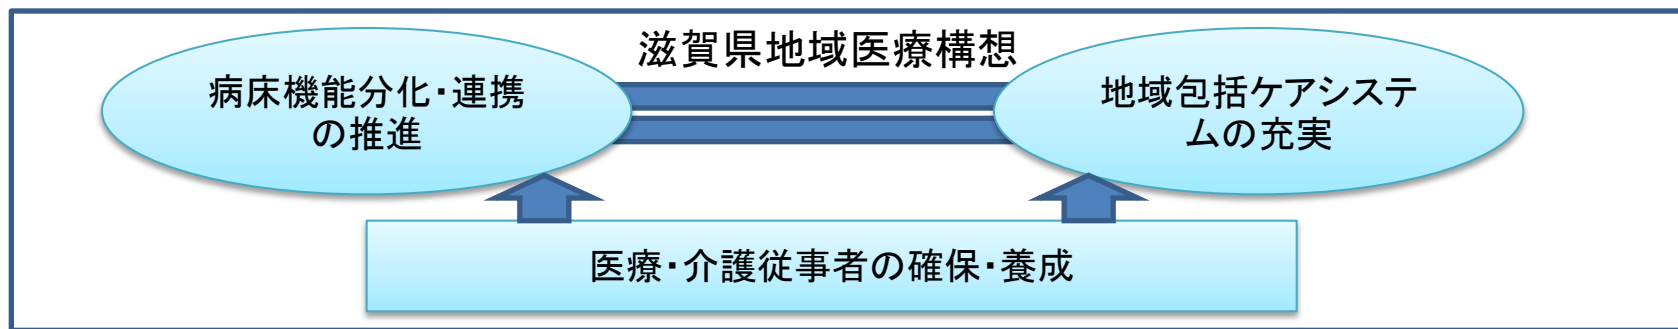 滋賀県地域医療構想
病床機能分化・連携
の推進
地域包括ケアシステ
ムの充実
医療・介護従事者の確保・養成